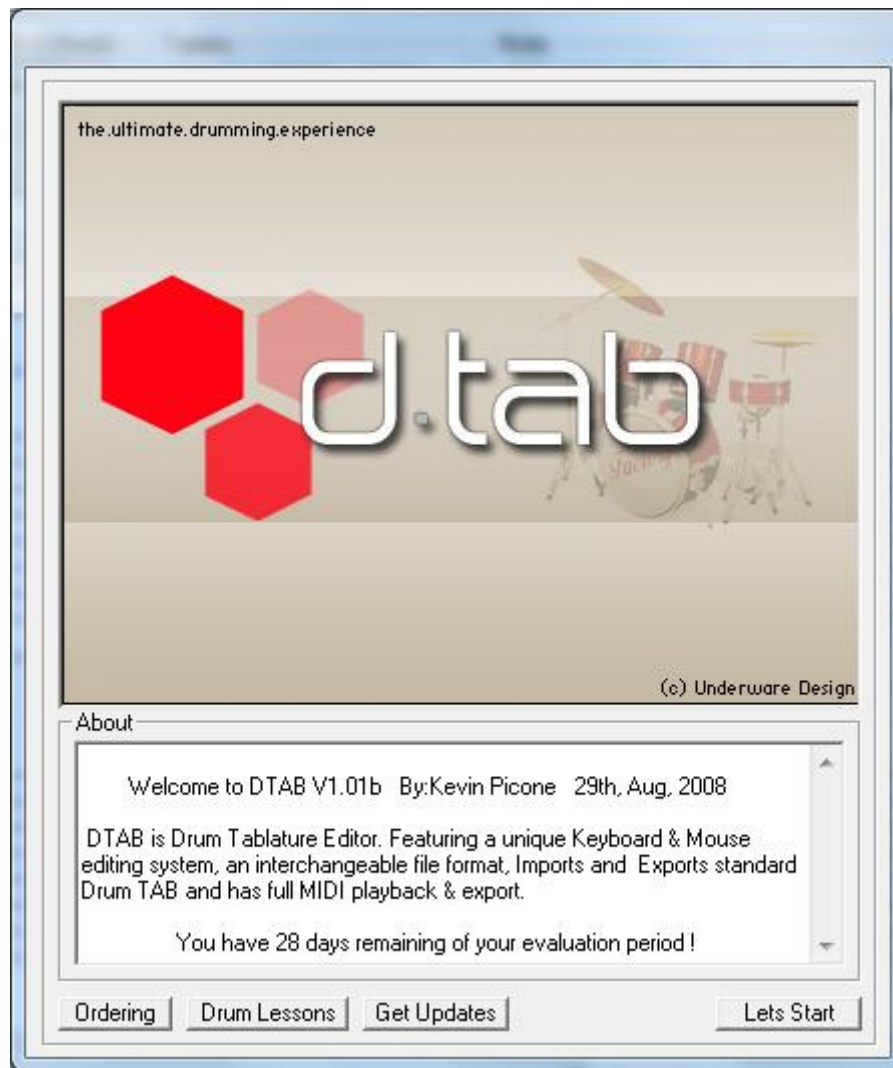 the.ultimate.drumming.experience
d.tab
Factory
(c) Underware Design
About
Welcome to DTAB V1.01b By:Kevin Picone 29th, Aug, 2008
DTAB is Drum Tablature Editor. Featuring a unique Keyboard & Mouse
editing system, an interchangeable file format, Imports and Exports standard
Drum TAB and has full MIDI playback & export.
You have 28 days remaining of your evaluation period !
Ordering Drum Lessons Get Updates Lets Start